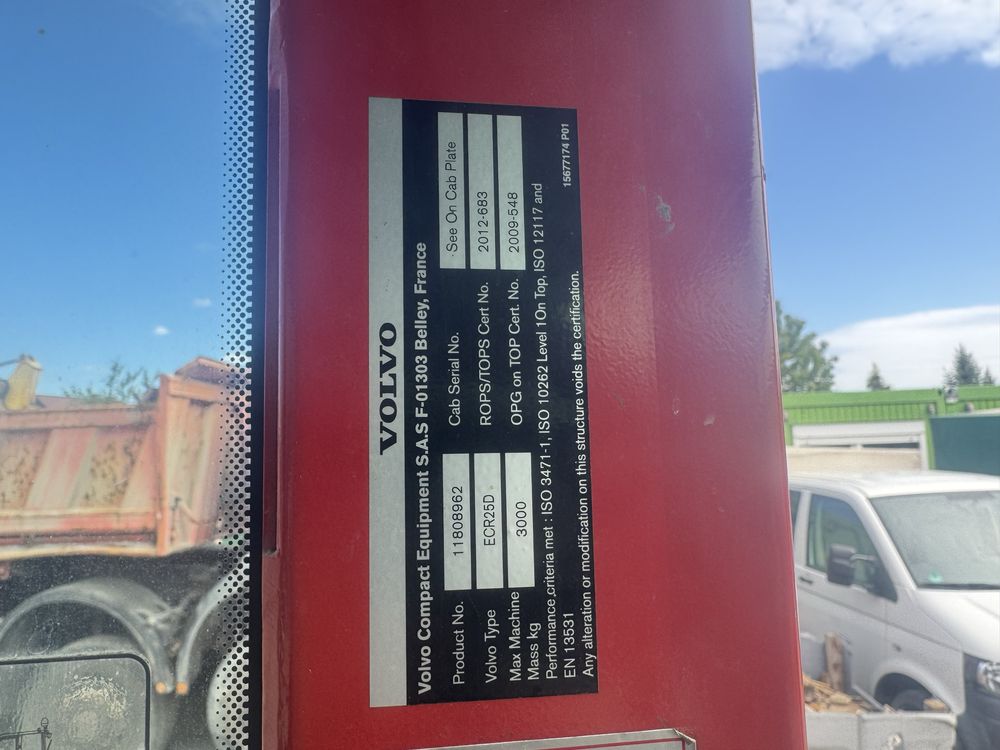 VOLVO
Volvo Compact Equipment S.A.S F-01303 Belley, France
Product No. 11808962 Cab Serial No. See On Cab Plate
Volvo Type ECR25D ROPS/TOPS Cert No. 2012-683
Max Machine 3000 OPG on TOP Cert. No. 2009-548
Mass kg
Performance criteria met : ISO 3471-1, ISO 10262 Level 1 On Top, ISO 12117 and
EN 13531
15677174 P01
Any alteration or modification on this structure voids the certification.